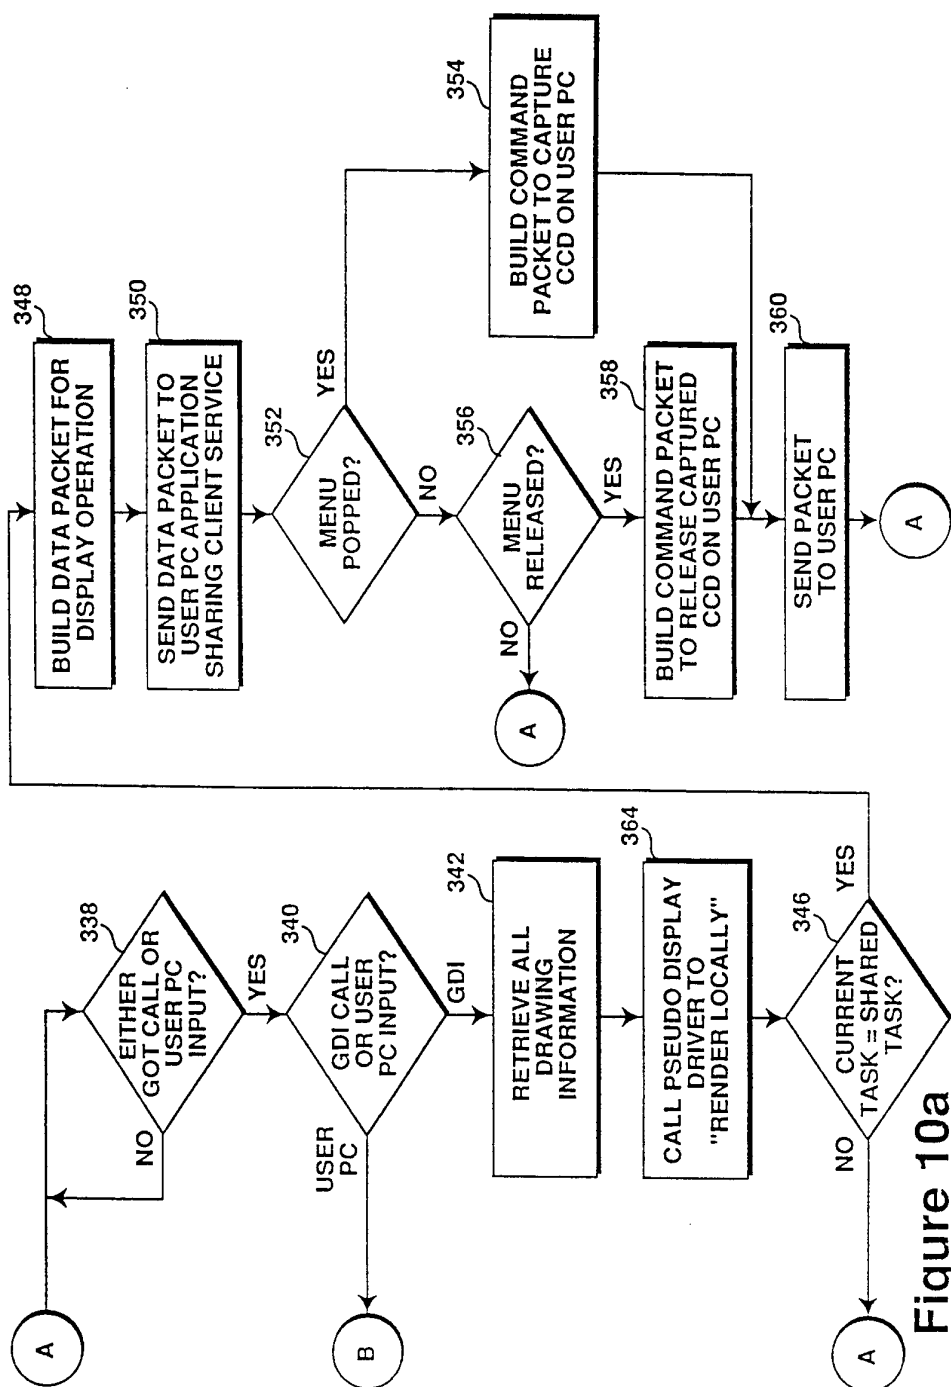 A
338
EITHER
GOT CALL OR
USER PC
INPUT?
NO
YES
340
GDI CALL
OR USER
PC INPUT?
USER
PC
B
GDI
342
RETRIEVE ALL
DRAWING
INFORMATION
364
CALL PSEUDO DISPLAY
DRIVER TO
"RENDER LOCALLY"
346
CURRENT
TASK = SHARED
TASK?
NO
A
YES
348
BUILD DATA PACKET FOR
DISPLAY OPERATION
350
SEND DATA PACKET TO
USER PC APPLICATION
SHARING CLIENT SERVICE
352
MENU
POPPED?
YES
354
BUILD COMMAND
PACKET TO CAPTURE
CCD ON USER PC
NO
356
MENU
RELEASED?
NO
A
YES
358
BUILD COMMAND PACKET
TO RELEASE CAPTURED
CCD ON USER PC
360
SEND PACKET
TO USER PC
A
Figure 10a